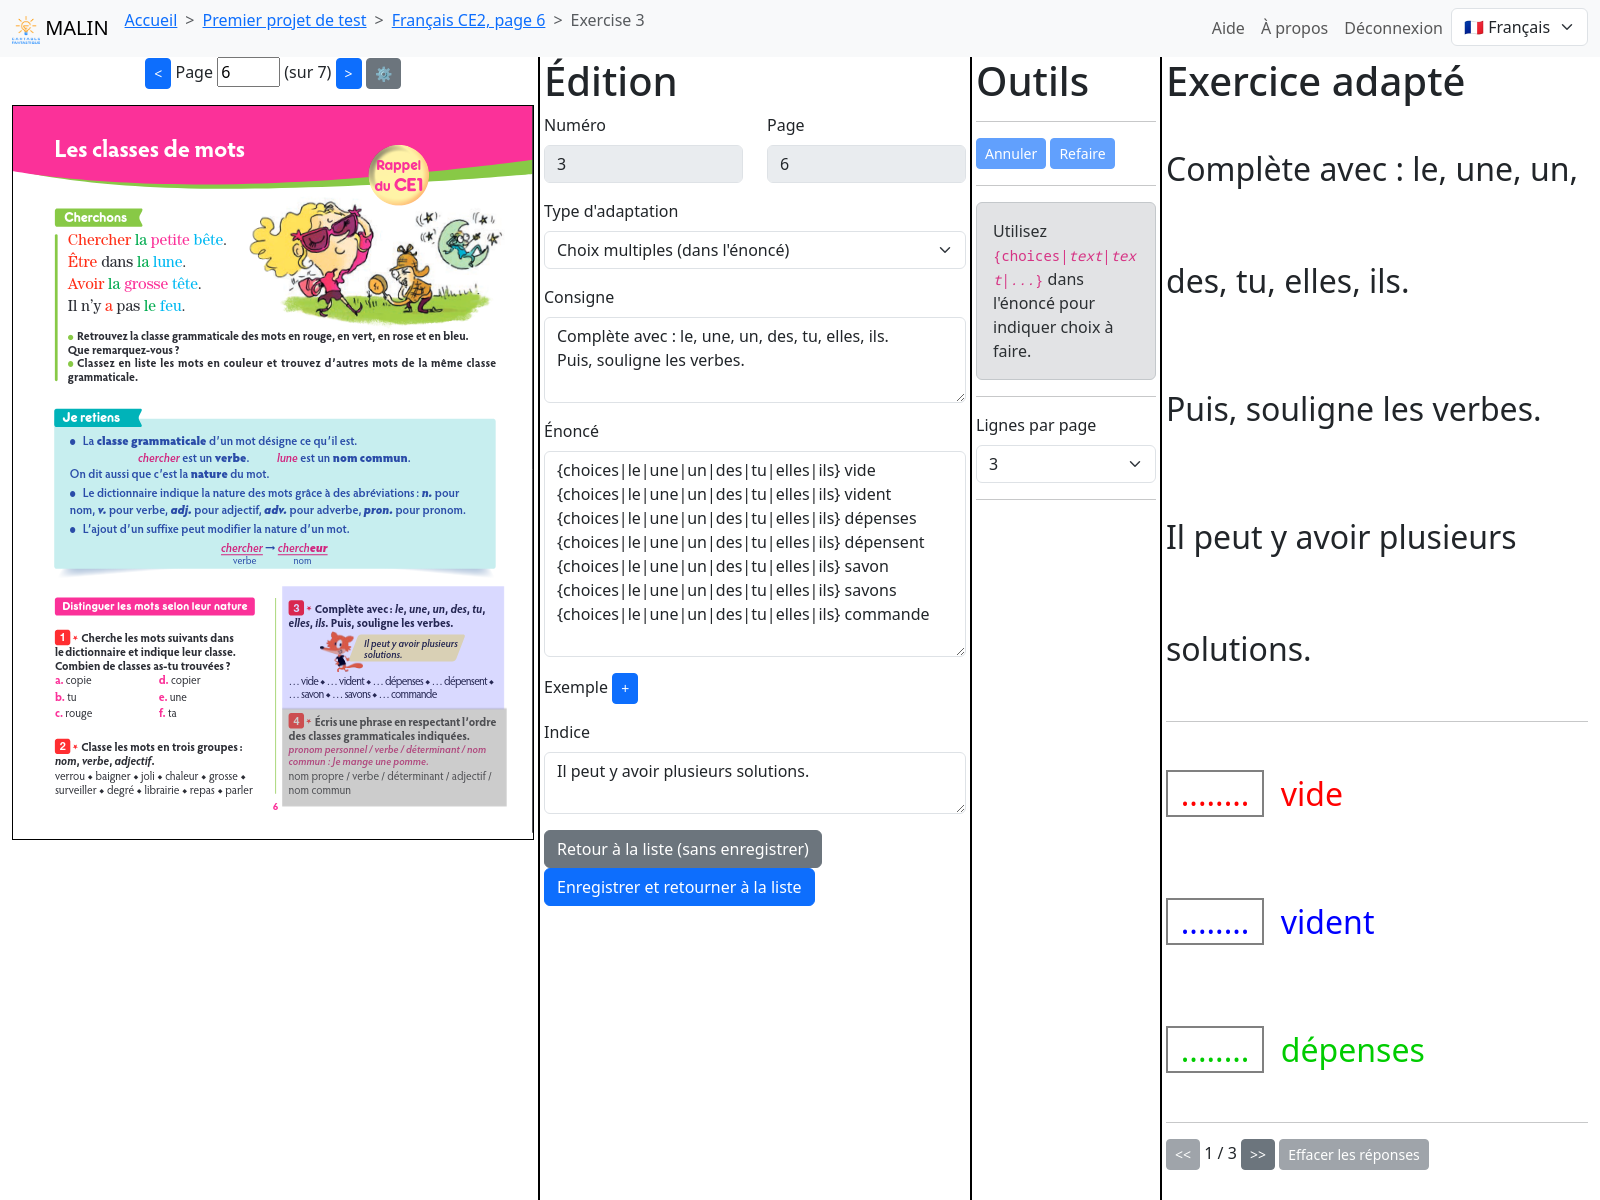 MALIN Accueil > Premier projet de test > Français CE2, page 6 > Exercise 3 Aide À propos Déconnexion 🇫🇷 Français
< Page 6 (sur 7) > ⚙️
Les classes de mots
Rappel
du CE1
Cherchons
Chercher la petite bête.
Être dans la lune.
Avoir la grosse tête.
Il n'y a pas le feu.
• Retrouvez la classe grammaticale des mots en rouge, en vert, en rose et en bleu.
Que remarquez-vous ?
• Classez en liste les mots en couleur et trouvez d'autres mots de la même classe
grammaticale.
Je retiens
• La classe grammaticale d'un mot désigne ce qu'il est.
chercher est un verbe. lune est un nom commun.
On dit aussi que c'est la nature du mot.
• Le dictionnaire indique la nature des mots grâce à des abréviations : n. pour
nom, v. pour verbe, adj. pour adjectif, adv. pour adverbe, pron. pour pronom.
• L'ajout d'un suffixe peut modifier la nature d'un mot.
chercher → chercheur
verbe nom
Distinguer les mots selon leur nature
1 * Cherche les mots suivants dans
le dictionnaire et indique leur classe.
Combien de classes as-tu trouvées ?
a. copie d. copier
b. tu e. une
c. rouge f. ta
2 * Classe les mots en trois groupes :
nom, verbe, adjectif.
verrou ◆ baigner ◆ joli ◆ chaleur ◆ grosse ◆
surveiller ◆ degré ◆ librairie ◆ repas ◆ parler
3 * Complète avec : le, une, un, des, tu,
elles, ils. Puis, souligne les verbes.
Il peut y avoir plusieurs
solutions.
… vide ◆ … vident ◆ … dépenses ◆ … dépensent ◆
… savon ◆ … savons ◆ … commande
4 * Écris une phrase en respectant l'ordre
des classes grammaticales indiquées.
pronom personnel / verbe / déterminant / nom
commun : Je mange une pomme.
nom propre / verbe / déterminant / adjectif /
nom commun
6
Édition
Numéro Page
3 6
Type d'adaptation
Choix multiples (dans l'énoncé)
Consigne
Complète avec : le, une, un, des, tu, elles, ils.
Puis, souligne les verbes.
Énoncé
{choices|le|une|un|des|tu|elles|ils} vide
{choices|le|une|un|des|tu|elles|ils} vident
{choices|le|une|un|des|tu|elles|ils} dépenses
{choices|le|une|un|des|tu|elles|ils} dépensent
{choices|le|une|un|des|tu|elles|ils} savon
{choices|le|une|un|des|tu|elles|ils} savons
{choices|le|une|un|des|tu|elles|ils} commande
Exemple +
Indice
Il peut y avoir plusieurs solutions.
Retour à la liste (sans enregistrer)
Enregistrer et retourner à la liste
Outils
Annuler Refaire
Utilisez
{choices|text|tex
t|...} dans
l'énoncé pour
indiquer choix à
faire.
Lignes par page
3
Exercice adapté
Complète avec : le, une, un,
des, tu, elles, ils.
Puis, souligne les verbes.
Il peut y avoir plusieurs
solutions.
........ vide
........ vident
........ dépenses
<< 1 / 3 >> Effacer les réponses